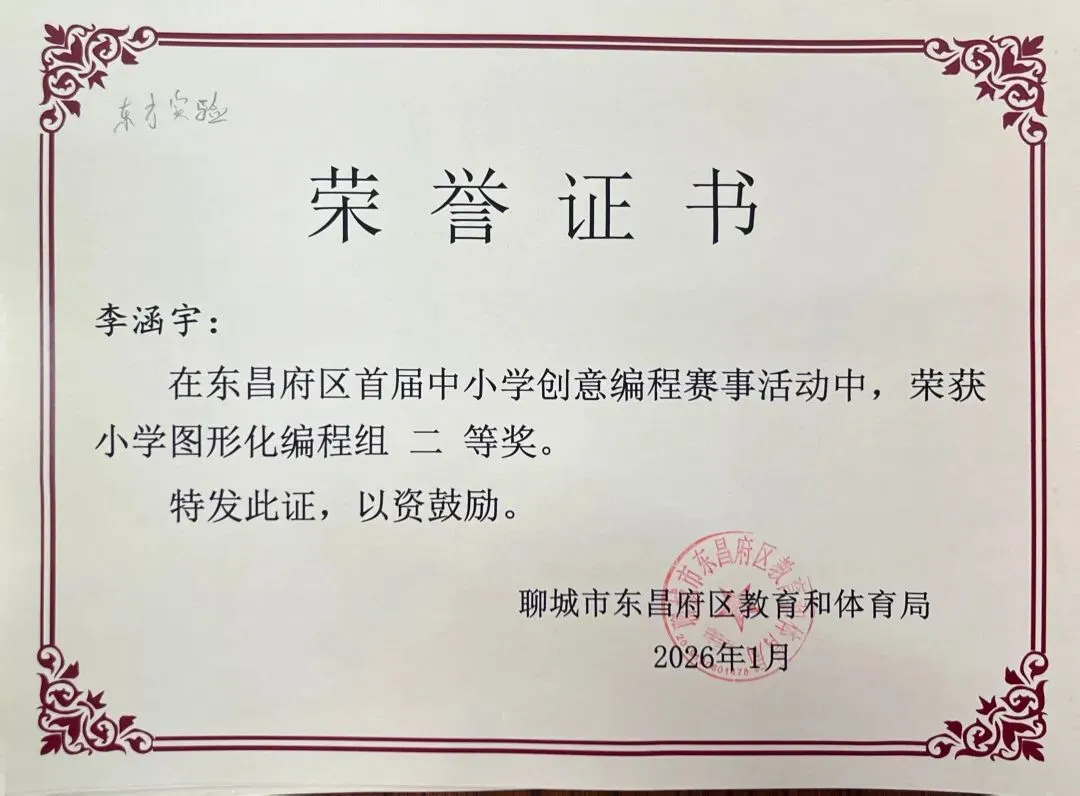 东方实验
荣誉证书
李涵宇：
在东昌府区首届中小学创意编程赛事活动中，荣获
小学图形化编程组 二 等奖。
特发此证，以资鼓励。
聊城市东昌府区教育和体育局
2026年1月